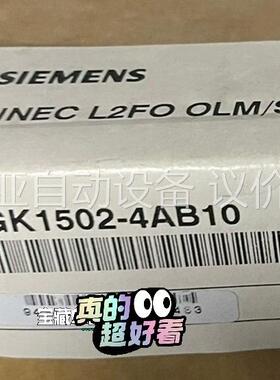 SIEMENS
INEC L2FO OLM/S
亚自动设备 议价
GK1502-4AB10
宝藏
真的
超好看